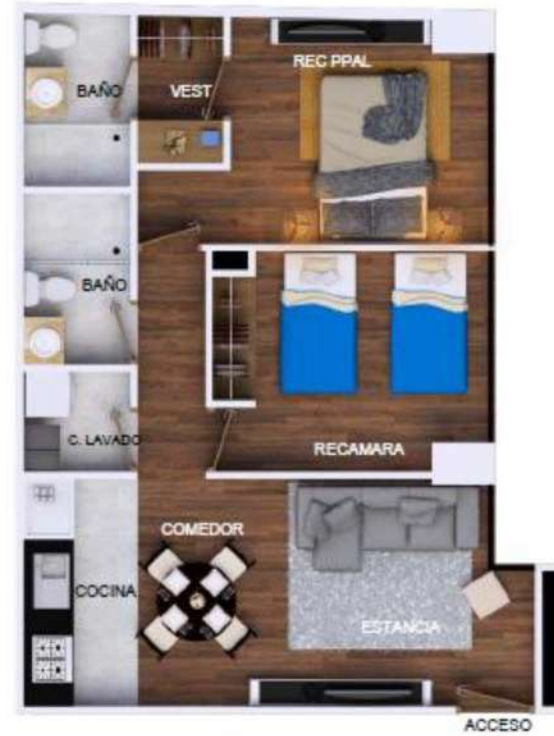 REC PPAL
BAÑO
VEST
BAÑO
C. LAVADO
RECAMARA
COMEDOR
COCINA
ESTANCIA
ACCESO